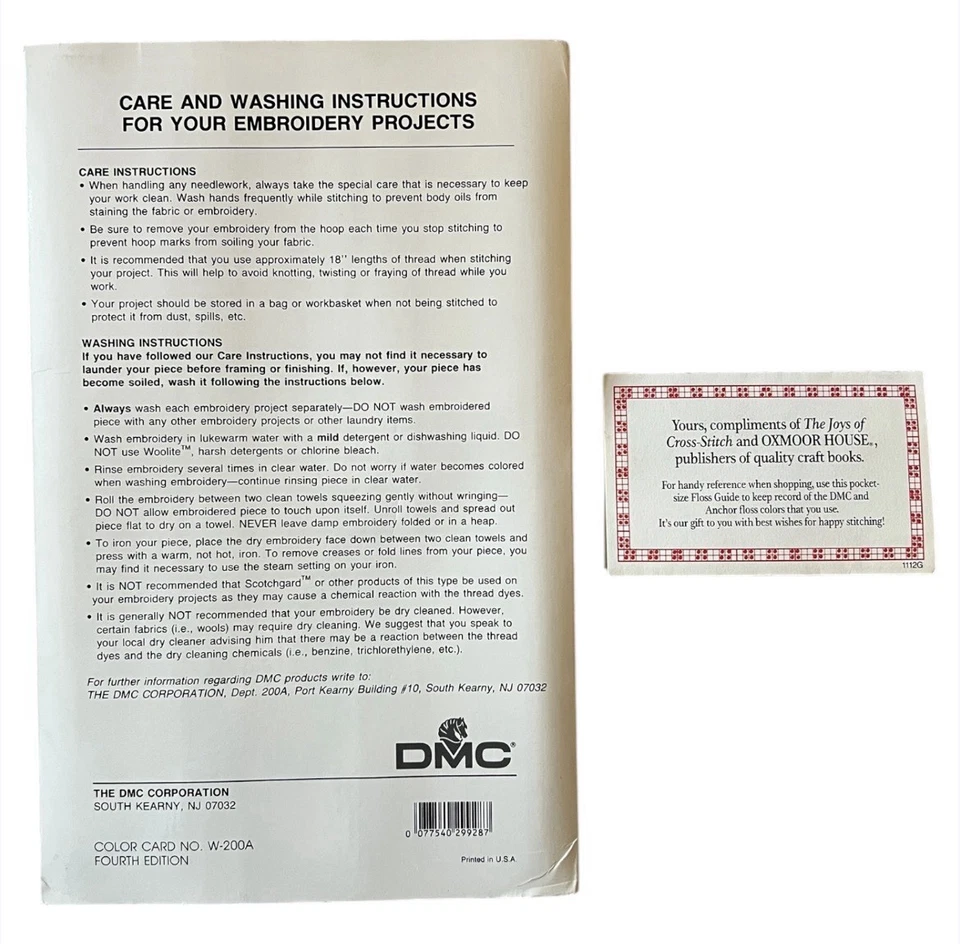 CARE AND WASHING INSTRUCTIONS
FOR YOUR EMBROIDERY PROJECTS
CARE INSTRUCTIONS
• When handling any needlework, always take the special care that is necessary to keep
your work clean. Wash hands frequently while stitching to prevent body oils from
staining the fabric or embroidery.
• Be sure to remove your embroidery from the hoop each time you stop stitching to
prevent hoop marks from soiling your fabric.
• It is recommended that you use approximately 18'' lengths of thread when stitching
your project. This will help to avoid knotting, twisting or fraying of thread while you
work.
• Your project should be stored in a bag or workbasket when not being stitched to
protect it from dust, spills, etc.
WASHING INSTRUCTIONS
If you have followed our Care Instructions, you may not find it necessary to
launder your piece before framing or finishing. If, however, your piece has
become soiled, wash it following the instructions below.
• Always wash each embroidery project separately—DO NOT wash embroidered
piece with any other embroidery projects or other laundry items.
• Wash embroidery in lukewarm water with a mild detergent or dishwashing liquid. DO
NOT use Woolite™, harsh detergents or chlorine bleach.
• Rinse embroidery several times in clear water. Do not worry if water becomes colored
when washing embroidery—continue rinsing piece in clear water.
• Roll the embroidery between two clean towels squeezing gently without wringing—
DO NOT allow embroidered piece to touch upon itself. Unroll towels and spread out
piece flat to dry on a towel. NEVER leave damp embroidery folded or in a heap.
• To iron your piece, place the dry embroidery face down between two clean towels and
press with a warm, not hot, iron. To remove creases or fold lines from your piece, you
may find it necessary to use the steam setting on your iron.
• It is NOT recommended that Scotchgard™ or other products of this type be used on
your embroidery projects as they may cause a chemical reaction with the thread dyes.
• It is generally NOT recommended that your embroidery be dry cleaned. However,
certain fabrics (i.e., wools) may require dry cleaning. We suggest that you speak to
your local dry cleaner advising him that there may be a reaction between the thread
dyes and the dry cleaning chemicals (i.e., benzine, trichlorethylene, etc.).
For further information regarding DMC products write to:
THE DMC CORPORATION, Dept. 200A, Port Kearny Building #10, South Kearny, NJ 07032
DMC®
THE DMC CORPORATION
SOUTH KEARNY, NJ 07032
0 077540 299287
COLOR CARD NO. W-200A
FOURTH EDITION
Printed in U.S.A.
Yours, compliments of The Joys of
Cross-Stitch and OXMOOR HOUSE®,
publishers of quality craft books.
For handy reference when shopping, use this pocket-
size Floss Guide to keep record of the DMC and
Anchor floss colors that you use.
It's our gift to you with best wishes for happy stitching!
1112G